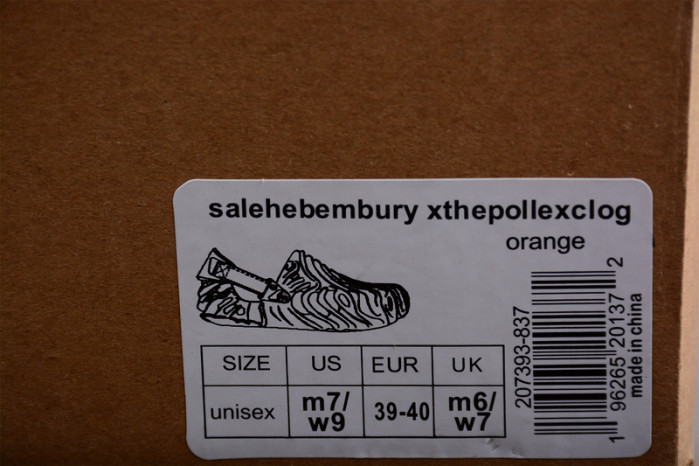 salehebembury xthepollexclog
orange
SIZE US EUR UK
unisex m7/w9 39-40 m6/w7
207393-837
1 96265 20137 2
made in china